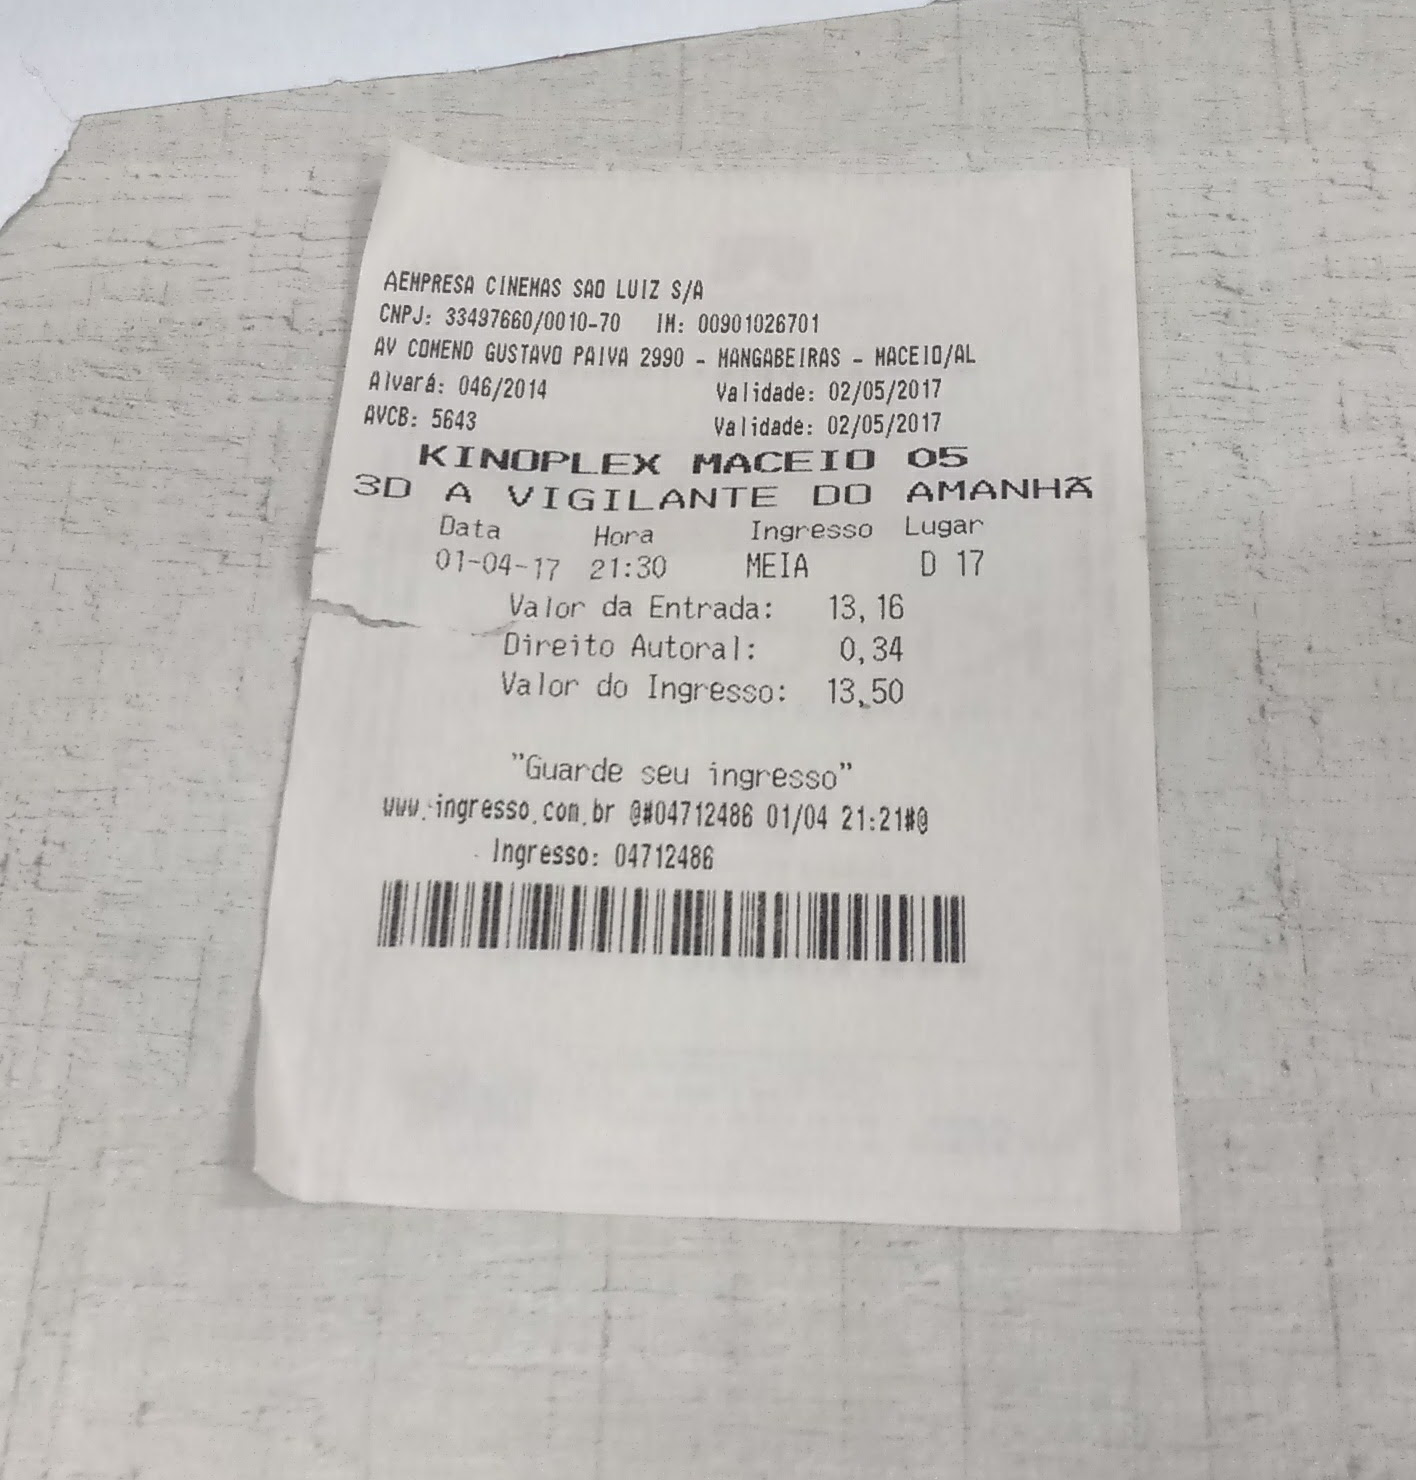 AEMPRESA CINEMAS SAO LUIZ S/A
CNPJ: 33497660/0010-70 IM: 00901026701
AV COMEND GUSTAVO PAIVA 2990 - MANGABEIRAS - MACEIO/AL
Alvará: 046/2014 Validade: 02/05/2017
AVCB: 5643 Validade: 02/05/2017
KINOPLEX MACEIO 05
3D A VIGILANTE DO AMANHÃ
Data Hora Ingresso Lugar
01-04-17 21:30 MEIA D 17
Valor da Entrada: 13,16
Direito Autoral: 0,34
Valor do Ingresso: 13,50
"Guarde seu ingresso"
www.ingresso.com.br @#04712486 01/04 21:21#@
Ingresso: 04712486